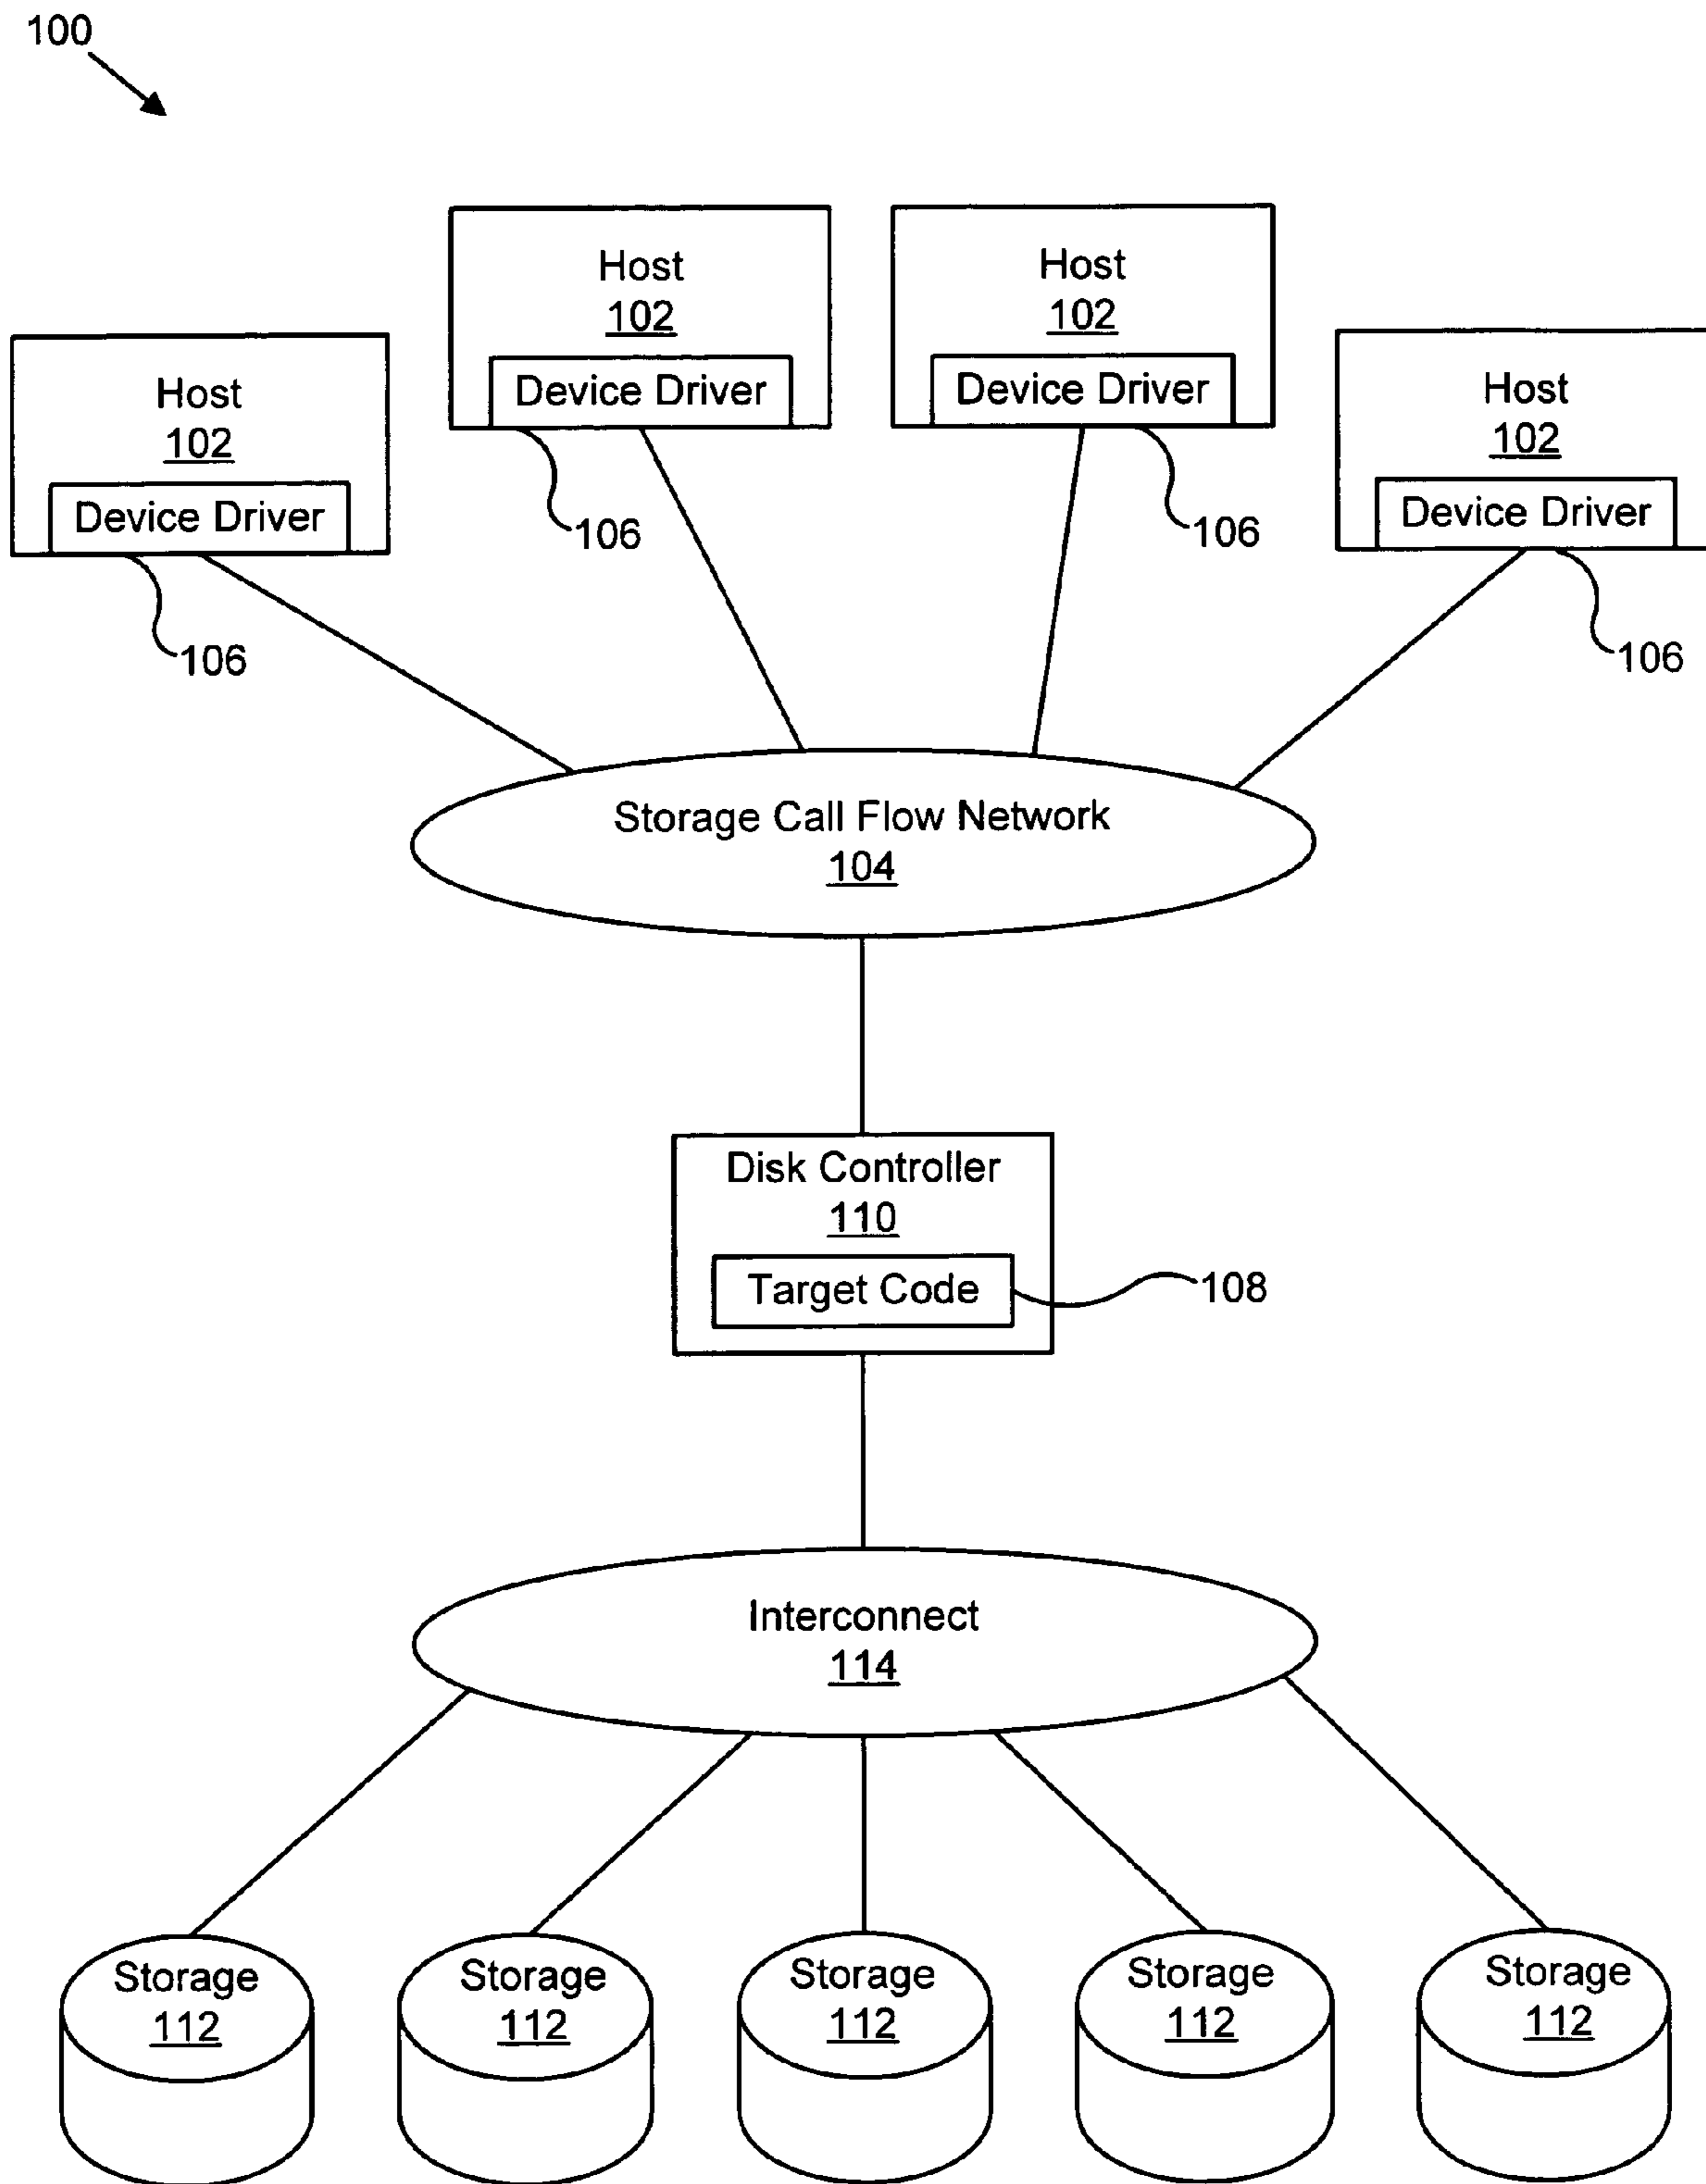 100
Host
102
Device Driver
106
Host
102
Device Driver
106
Host
102
Device Driver
106
Host
102
Device Driver
106
Storage Call Flow Network
104
Disk Controller
110
Target Code
108
Interconnect
114
Storage
112
Storage
112
Storage
112
Storage
112
Storage
112